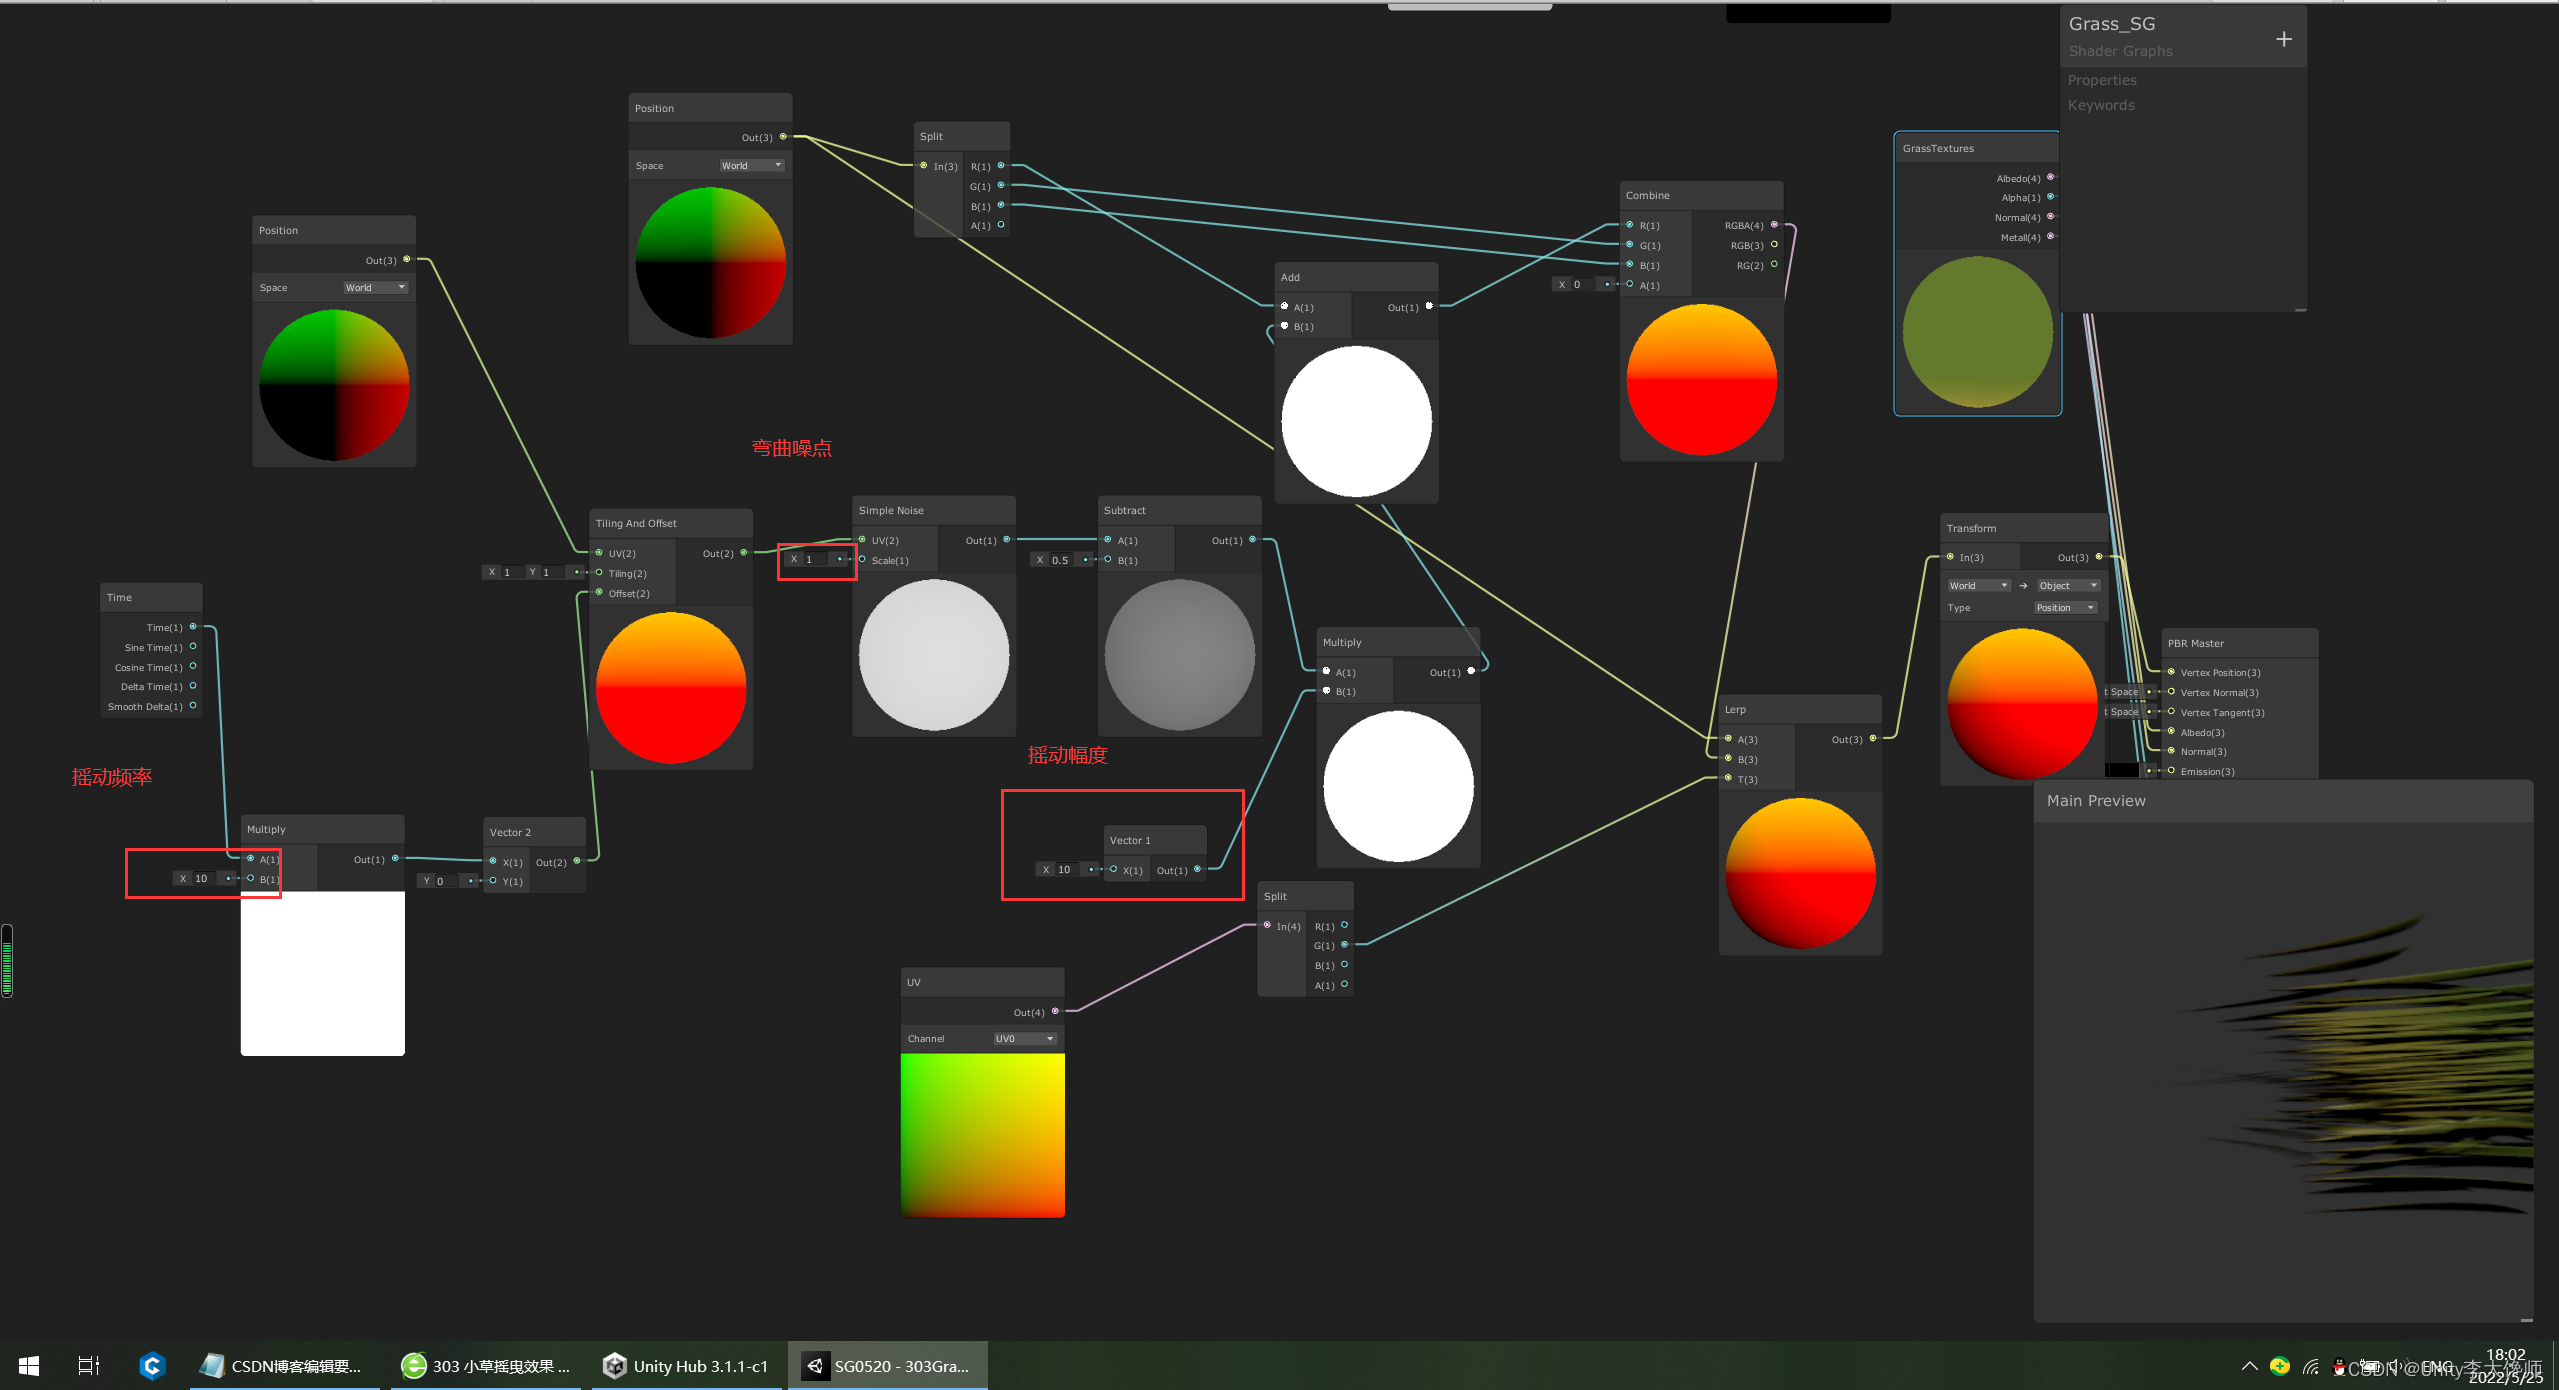 Grass_SG
Shader Graphs
Properties
Keywords
Position
Out(3)
Space
World
Split
In(3)
R(1)
G(1)
B(1)
A(1)
GrassTextures
Albedo(4)
Alpha(1)
Normal(4)
Metall(4)
Combine
R(1)
RGBA(4)
G(1)
RGB(3)
B(1)
RG(2)
X 0
A(1)
Position
Out(3)
Space
World
Add
A(1)
Out(1)
B(1)
弯曲噪点
Tiling And Offset
UV(2)
Out(2)
X 1 Y 1
Tiling(2)
Offset(2)
Simple Noise
UV(2)
Out(1)
X 1
Scale(1)
Subtract
A(1)
Out(1)
X 0.5
B(1)
Transform
In(3)
Out(3)
World
Object
Type
Position
Time
Time(1)
Sine Time(1)
Cosine Time(1)
Delta Time(1)
Smooth Delta(1)
Multiply
A(1)
Out(1)
B(1)
PBR Master
Vertex Position(3)
t Space
Vertex Normal(3)
t Space
Vertex Tangent(3)
Albedo(3)
Normal(3)
Emission(3)
Lerp
A(3)
Out(3)
B(3)
T(3)
摇动频率
摇动幅度
Main Preview
Multiply
A(1)
Out(1)
X 10
B(1)
Vector 2
X(1)
Out(2)
Y 0
Y(1)
Vector 1
X 10
X(1)
Out(1)
Split
In(4)
R(1)
G(1)
B(1)
A(1)
UV
Out(4)
Channel
UV0
CSDN博客编辑要...
303 小草摇曳效果 ...
Unity Hub 3.1.1-c1
SG0520 - 303Gra...
ENG
18:02
2022/5/25
CSDN @Unity李大馋师